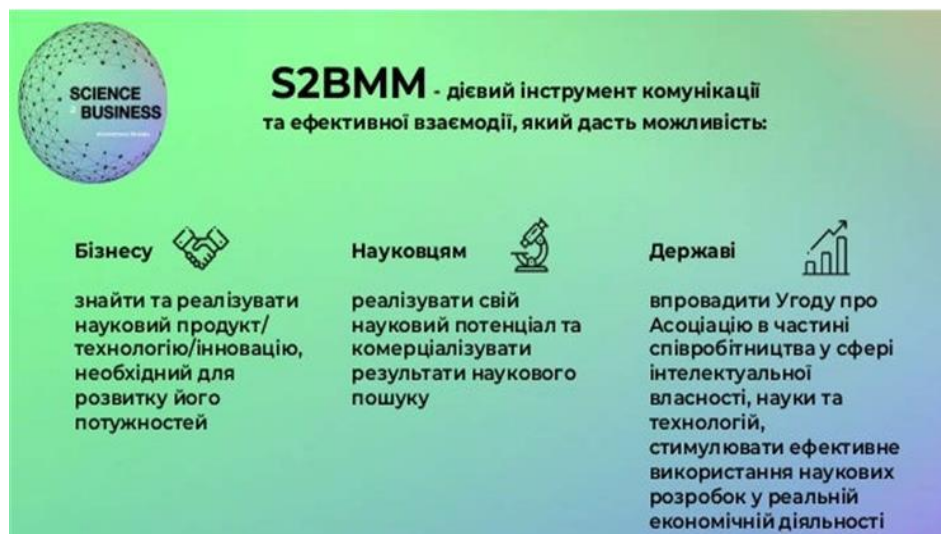 SCIENCE
BUSINESS
S2BMM - дієвий інструмент комунікації
та ефективної взаємодії, який дасть можливість:
Бізнесу
знайти та реалізувати
науковий продукт/
технологію/інновацію,
необхідний для
розвитку його
потужностей
Науковцям
реалізувати свій
науковий потенціал та
комерціалізувати
результати наукового
пошуку
Державі
впровадити Угоду про
Асоціацію в частині
співробітництва у сфері
інтелектуальної
власності, науки та
технологій,
стимулювати ефективне
використання наукових
розробок у реальній
економічній діяльності